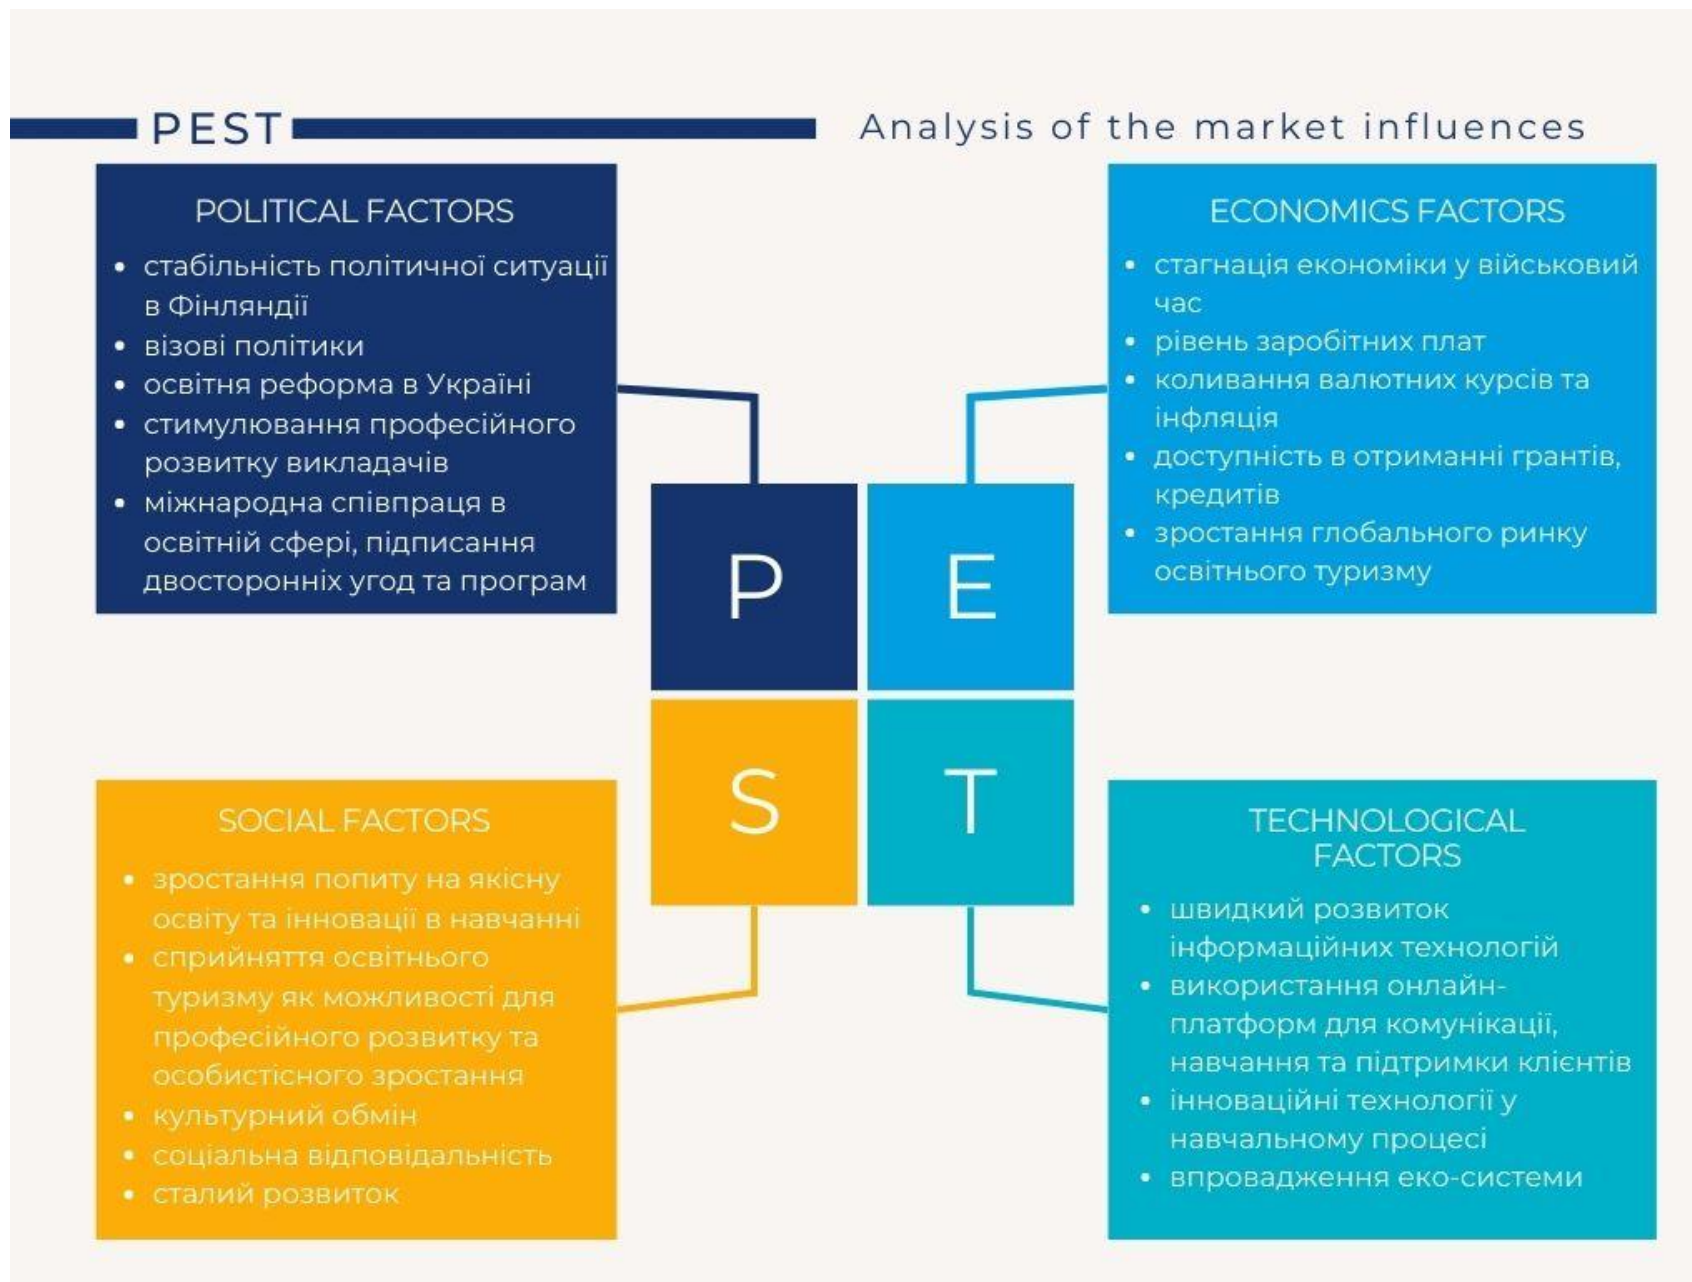 PEST
Analysis of the market influences
POLITICAL FACTORS
• стабільність політичної ситуації
в Фінляндії
• візові політики
• освітня реформа в Україні
• стимулювання професійного
розвитку викладачів
• міжнародна співпраця в
освітній сфері, підписання
двосторонніх угод та програм
ECONOMICS FACTORS
• стагнація економіки у військовий
час
• рівень заробітних плат
• коливання валютних курсів та
інфляція
• доступність в отриманні грантів,
кредитів
• зростання глобального ринку
освітнього туризму
P
E
S
T
SOCIAL FACTORS
• зростання попиту на якісну
освіту та інновації в навчанні
• сприйняття освітнього
туризму як можливості для
професійного розвитку та
особистісного зростання
• культурний обмін
• соціальна відповідальність
• сталий розвиток
TECHNOLOGICAL
FACTORS
• швидкий розвиток
інформаційних технологій
• використання онлайн-
платформ для комунікації,
навчання та підтримки клієнтів
• інноваційні технології у
навчальному процесі
• впровадження еко-системи